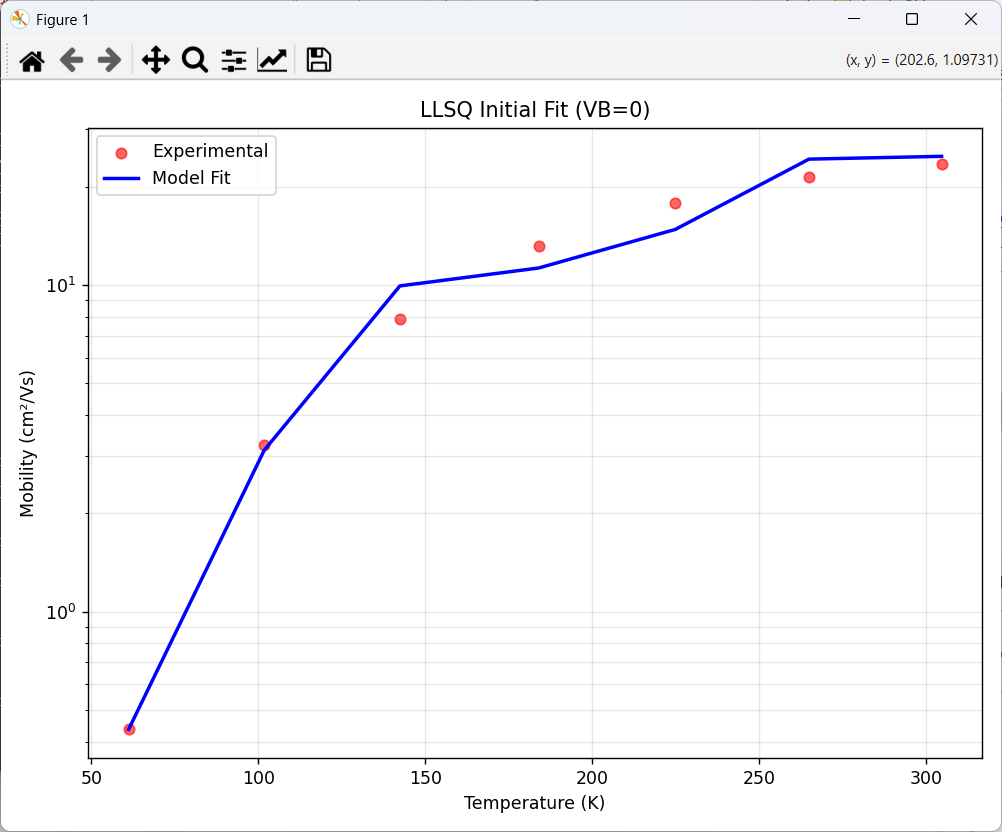 Figure 1
(x, y) = (202.6, 1.09731)
LLSQ Initial Fit (VB=0)
Experimental
Model Fit
10¹
10⁰
Mobility (cm²/Vs)
50 100 150 200 250 300
Temperature (K)